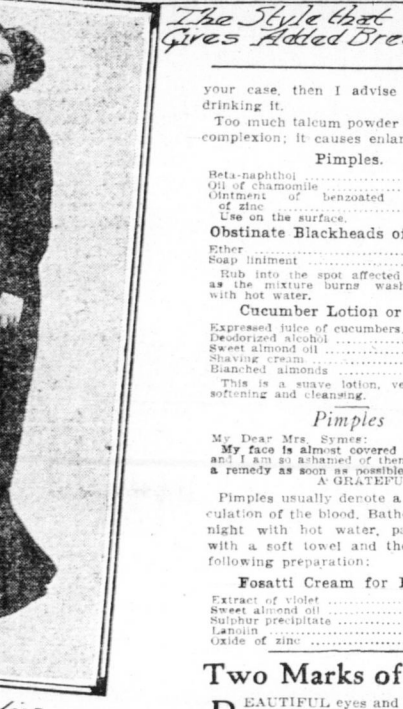 The Style that
Gives Added Bre
your case, then I advise
drinking it.
Too much talcum powder
complexion; it causes enlar
Pimples.
Beta-naphthol
Oil of chamomile
Ointment of benzoated
of zinc
Use on the surface.
Obstinate Blackheads o
Ether
Soap liniment
Rub into the spot affected
as the mixture burns wash
with hot water.
Cucumber Lotion or
Expressed juice of cucumbers.
Deodorized alcohol
Sweet almond oil
Shaving cream
Blanched almonds
This is a suave lotion, ve
softening and cleansing.
Pimples
My Dear Mrs. Symes:
My face is almost covered
and I am so ashamed of them
a remedy as soon as possible
A GRATEFU
Pimples usually denote a
culation of the blood. Bathe
night with hot water, pa
with a soft towel and the
following preparation:
Fosatti Cream for
Extract of violet
Sweet almond oil
Sulphur precipitate
Lanolin
Oxide of zinc
Two Marks of
BEAUTIFUL eyes and